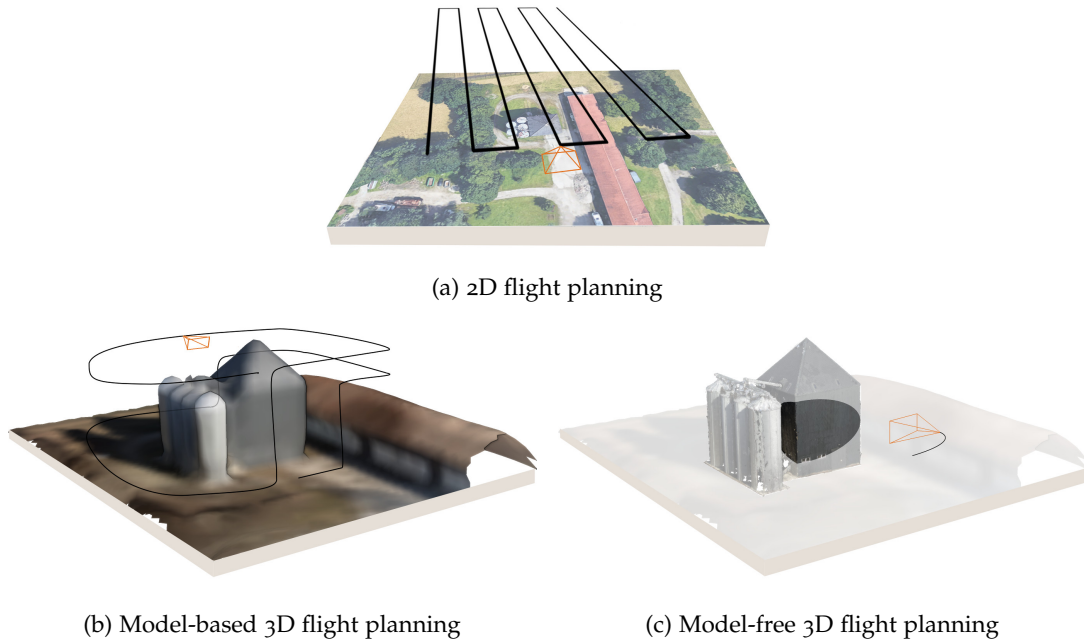 (a) 2D flight planning
(b) Model-based 3D flight planning
(c) Model-free 3D flight planning